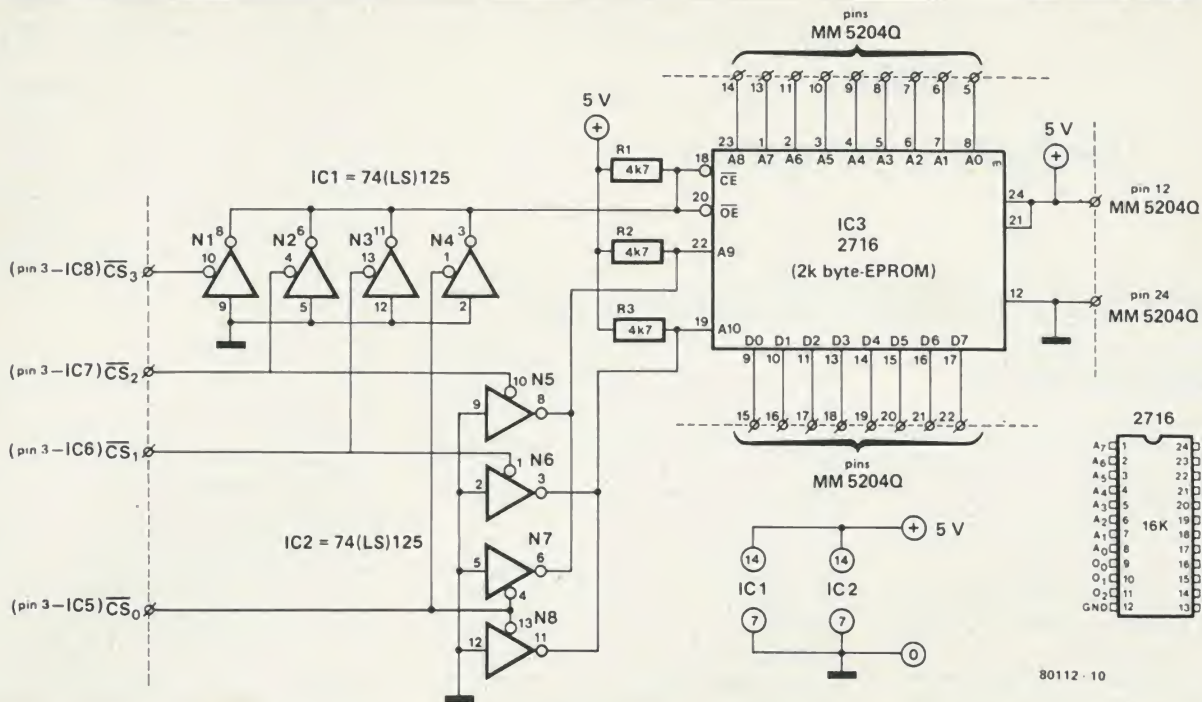 pins
MM 5204Q
14 13 11 10 9 8 7 6 5
5 V
+
23 1 2 3 4 5 6 7 8
A8 A7 A6 A5 A4 A3 A2 A1 A0
5 V
+
R1
4k7
18
CE
20
OE
24
21
pin 12
MM 5204Q
IC1 = 74(LS)125
IC3
2716
(2k byte-EPROM)
R2
4k7
22
A9
N1 8
N2 6
N3 11
N4 3
10
4
13
1
(pin 3-IC8) CS3
9
5
12
2
R3
4k7
19
A10
12
pin 24
MM 5204Q
D0 D1 D2 D3 D4 D5 D6 D7
9 10 11 13 14 15 16 17
(pin 3-IC7) CS2
10 N5
9
8
15 16 17 18 19 20 21 22
pins
MM 5204Q
(pin 3-IC6) CS1
1 N6
2
3
IC2 = 74(LS)125
N7
5
6
4
(pin 3-IC5) CS0
13 N8
12
11
+ 5 V
14
14
IC1
IC2
7
7
0
2716
A7 1 24
A6 2 23
A5 3 22
A4 4 21
A3 5 20
A2 6 19
A1 7 16K 18
A0 8 17
O0 9 16
O1 10 15
O2 11 14
GND 12 13
80112 - 10